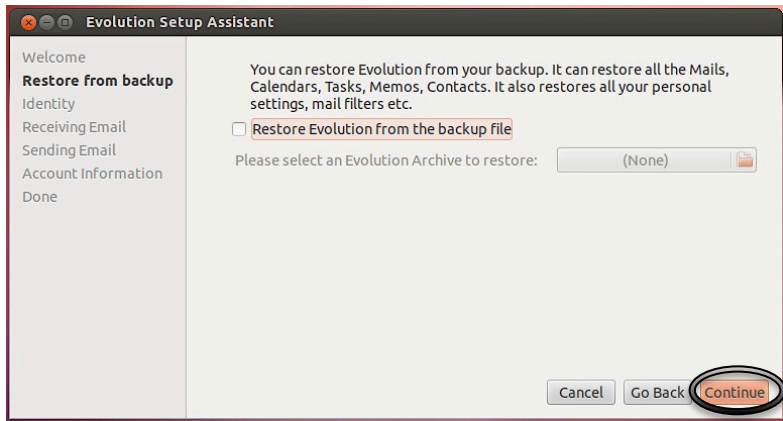 Evolution Setup Assistant
Welcome
Restore from backup
Identity
Receiving Email
Sending Email
Account Information
Done
You can restore Evolution from your backup. It can restore all the Mails,
Calendars, Tasks, Memos, Contacts. It also restores all your personal
settings, mail filters etc.
Restore Evolution from the backup file
Please select an Evolution Archive to restore: (None)
Cancel Go Back Continue